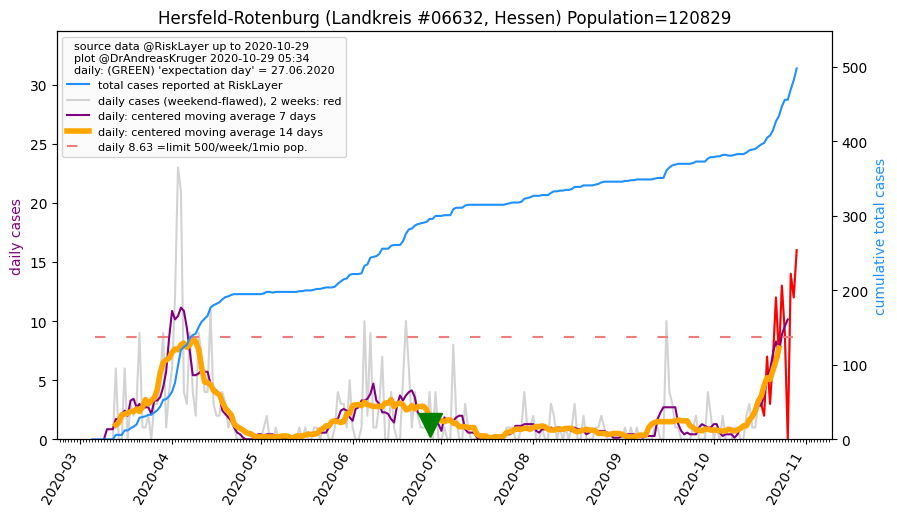 Hersfeld-Rotenburg (Landkreis #06632, Hessen) Population=120829
source data @RiskLayer up to 2020-10-29
plot @DrAndreasKruger 2020-10-29 05:34
daily: (GREEN) 'expectation day' = 27.06.2020
total cases reported at RiskLayer
daily cases (weekend-flawed), 2 weeks: red
daily: centered moving average 7 days
daily: centered moving average 14 days
daily 8.63 =limit 500/week/1mio pop.
daily cases
30
25
20
15
10
5
0
cumulative total cases
500
400
300
200
100
0
2020-03
2020-04
2020-05
2020-06
2020-07
2020-08
2020-09
2020-10
2020-11